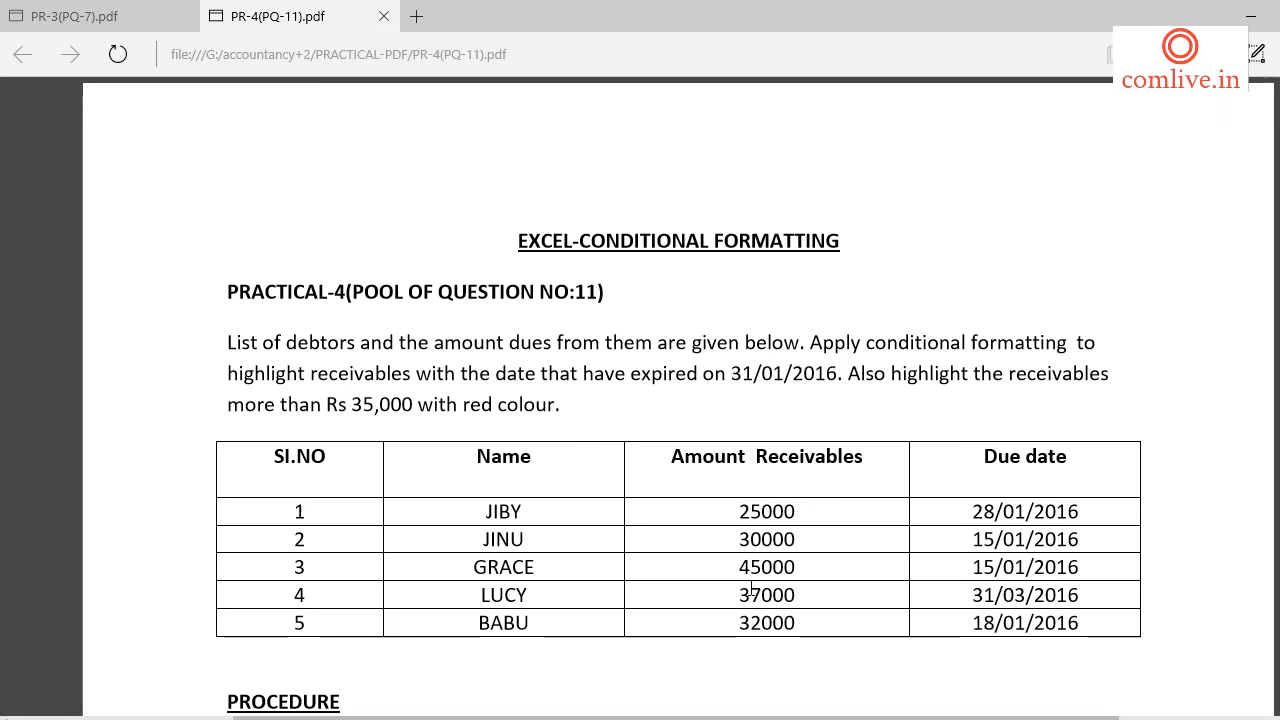 PR-3(PQ-7).pdf
PR-4(PQ-11).pdf
file:///G:/accountancy+2/PRACTICAL-PDF/PR-4(PQ-11).pdf
comlive.in
EXCEL-CONDITIONAL FORMATTING
PRACTICAL-4(POOL OF QUESTION NO:11)
List of debtors and the amount dues from them are given below. Apply conditional formatting to
highlight receivables with the date that have expired on 31/01/2016. Also highlight the receivables
more than Rs 35,000 with red colour.
SI.NO Name Amount Receivables Due date
1 JIBY 25000 28/01/2016
2 JINU 30000 15/01/2016
3 GRACE 45000 15/01/2016
4 LUCY 37000 31/03/2016
5 BABU 32000 18/01/2016
PROCEDURE